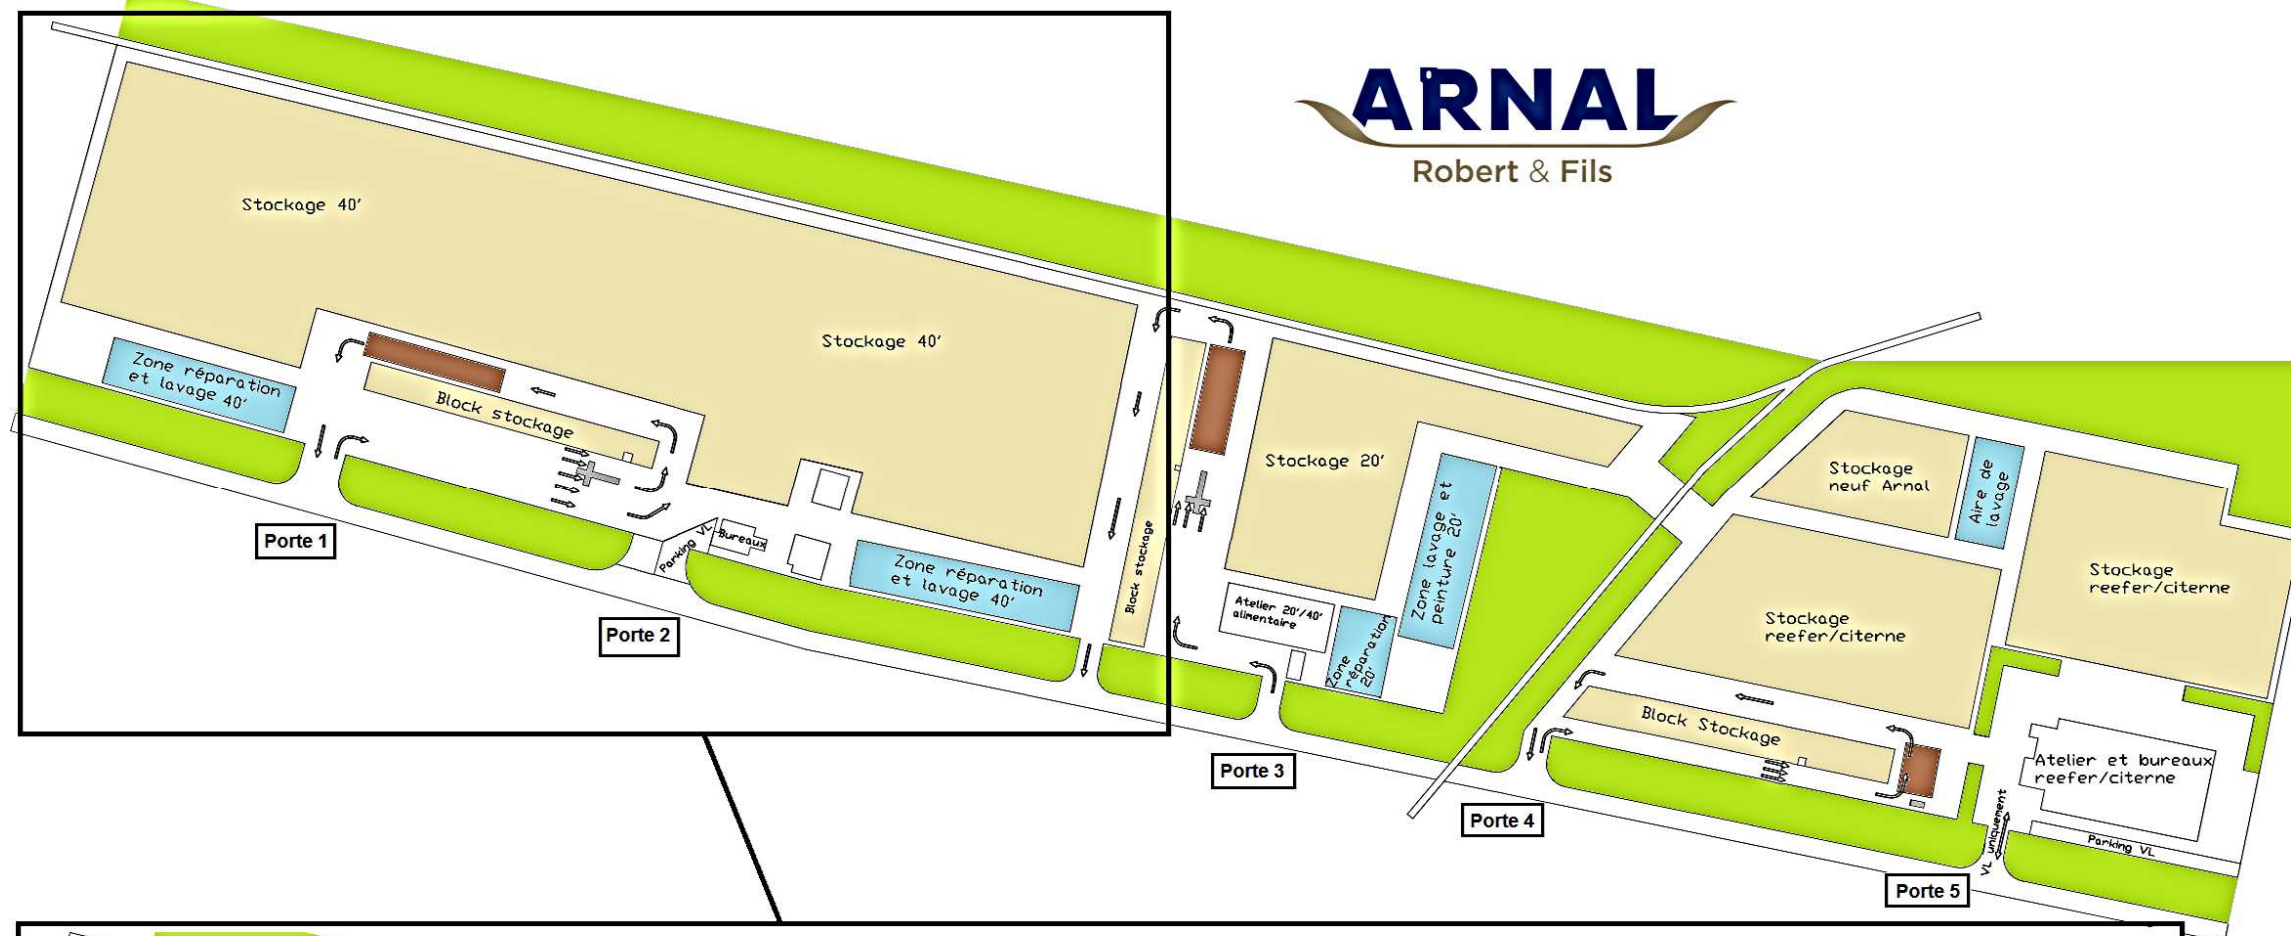 ARNAL
Robert & Fils
Stockage 40'
Stockage 40'
Zone réparation
et lavage 40'
Block stockage
Porte 1
Parking VL
Bureaux
Porte 2
Zone réparation
et lavage 40'
Block stockage
Stockage 20'
Atelier 20'/40'
alimentaire
Zone
réparation
20'
Zone lavage et
peinture 20'
Porte 3
Stockage
neuf Arnal
Aire de
lavage
Stockage
reefer/citerne
Stockage
reefer/citerne
Block Stockage
Porte 4
Atelier et bureaux
reefer/citerne
VL uniquement
Parking VL
Porte 5